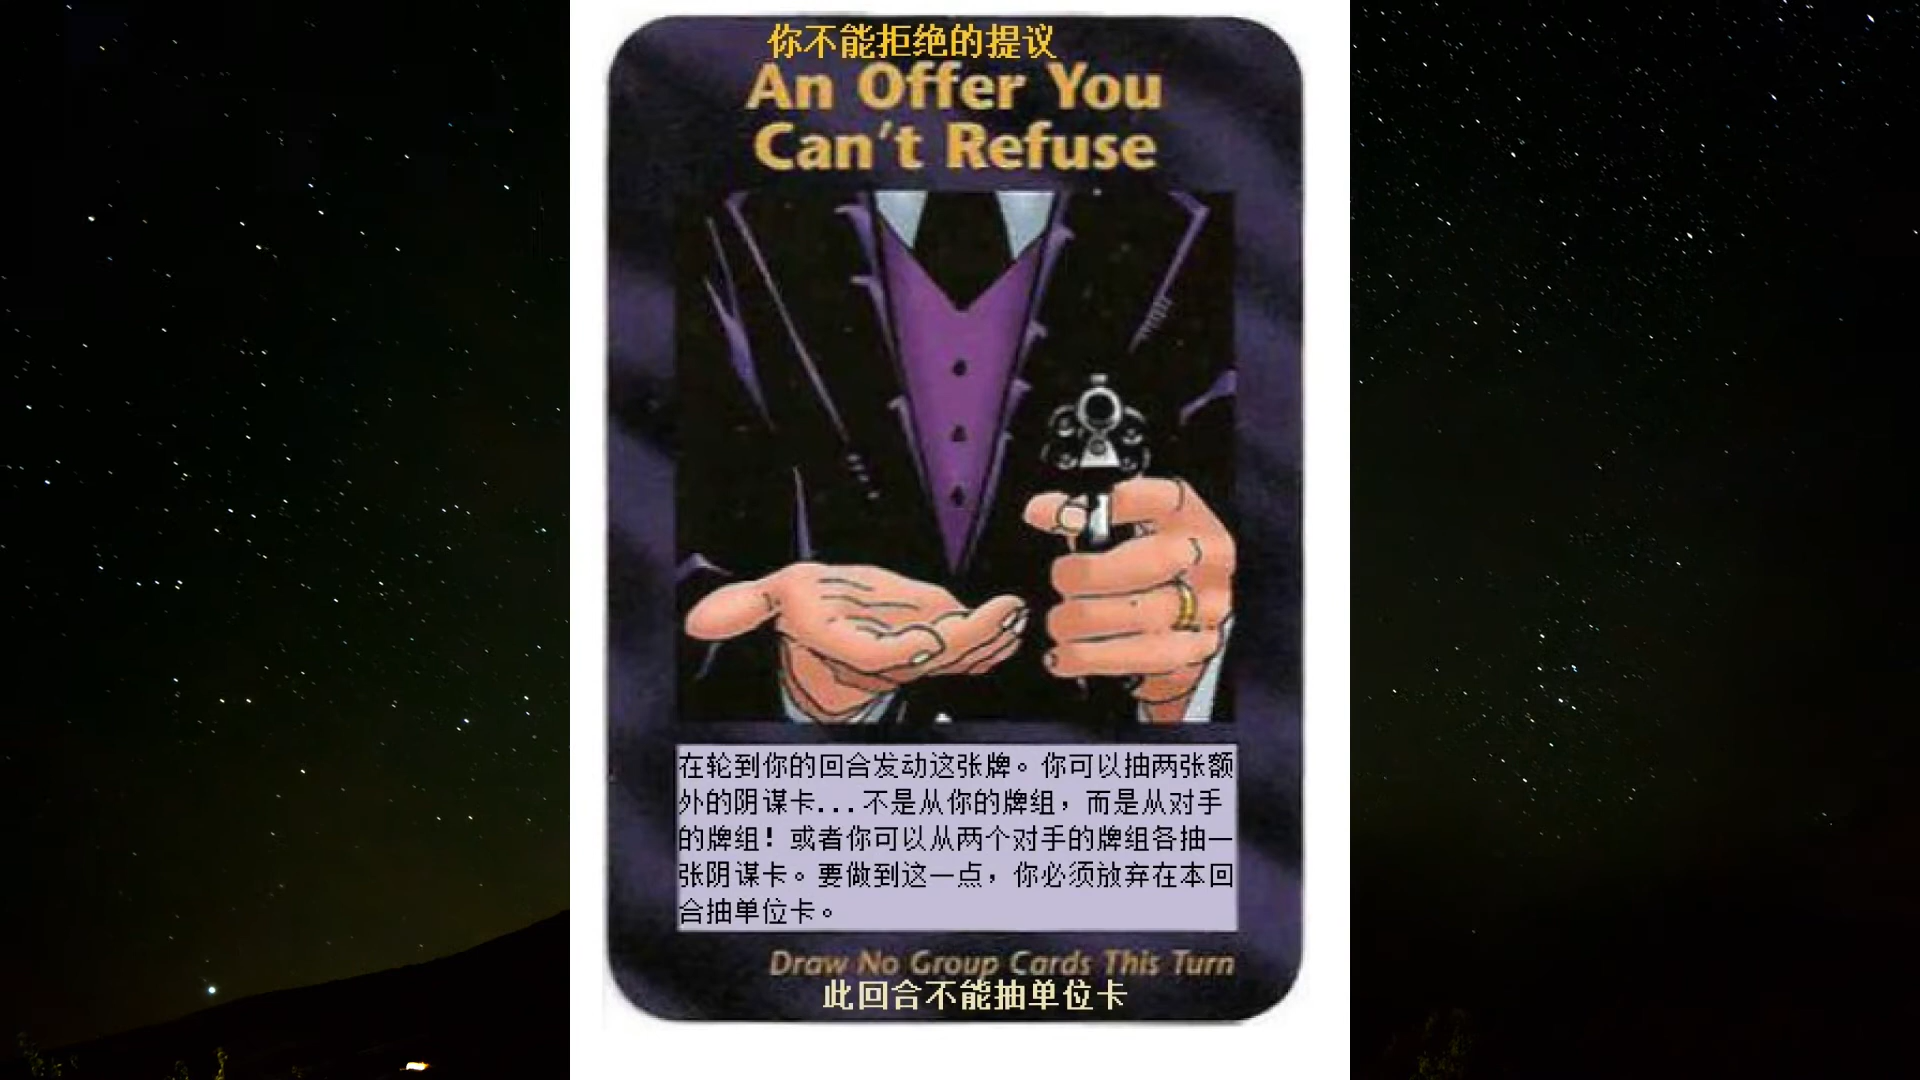 你不能拒绝的提议
An Offer You
Can't Refuse
在轮到你的回合发动这张牌。你可以抽两张额
外的阴谋卡...不是从你的牌组，而是从对手
的牌组！或者你可以从两个对手的牌组各抽一
张阴谋卡。要做到这一点，你必须放弃在本回
合抽单位卡。
Draw No Group Cards This Turn
此回合不能抽单位卡